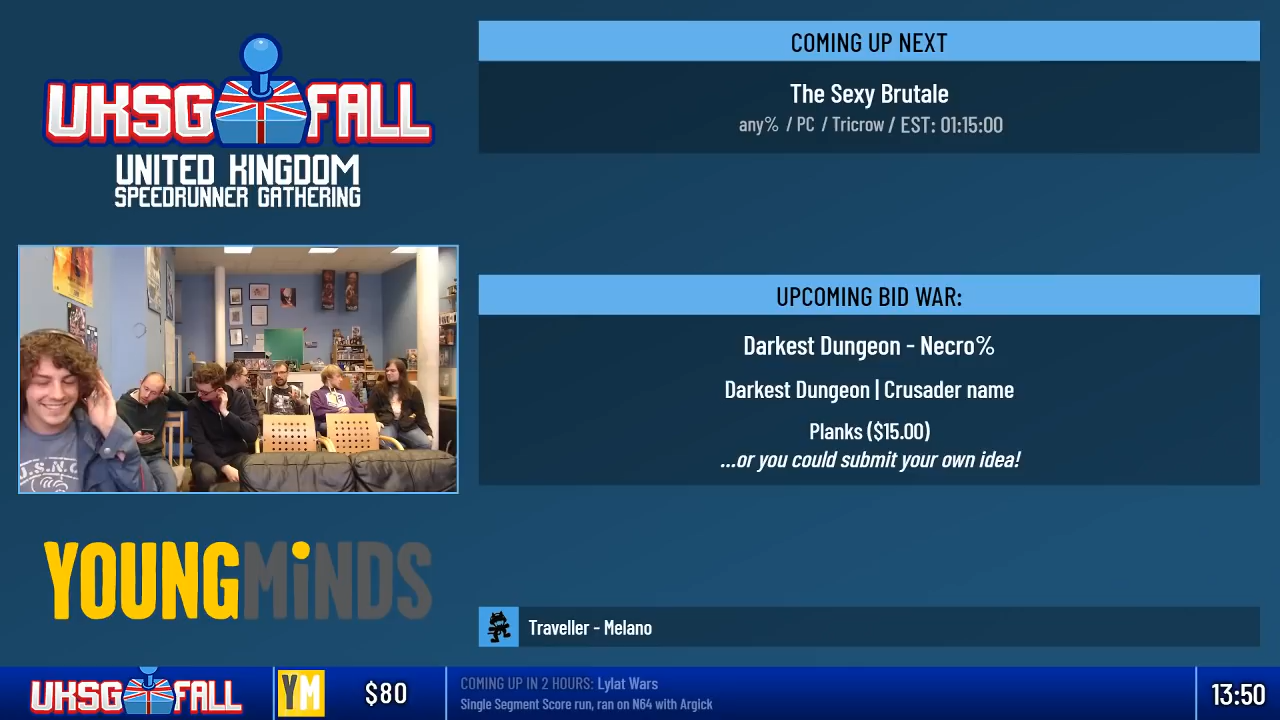 UKSG FALL
UNITED KINGDOM
SPEEDRUNNER GATHERING
COMING UP NEXT
The Sexy Brutale
any% / PC / Tricrow / EST: 01:15:00
UPCOMING BID WAR:
Darkest Dungeon - Necro%
Darkest Dungeon | Crusader name
Planks ($15.00)
...or you could submit your own idea!
J.S.N.
YOUNGMiNDS
Traveller - Melano
UKSG FALL
YM
$80
COMING UP IN 2 HOURS: Lylat Wars
Single Segment Score run, ran on N64 with Argick
13:50